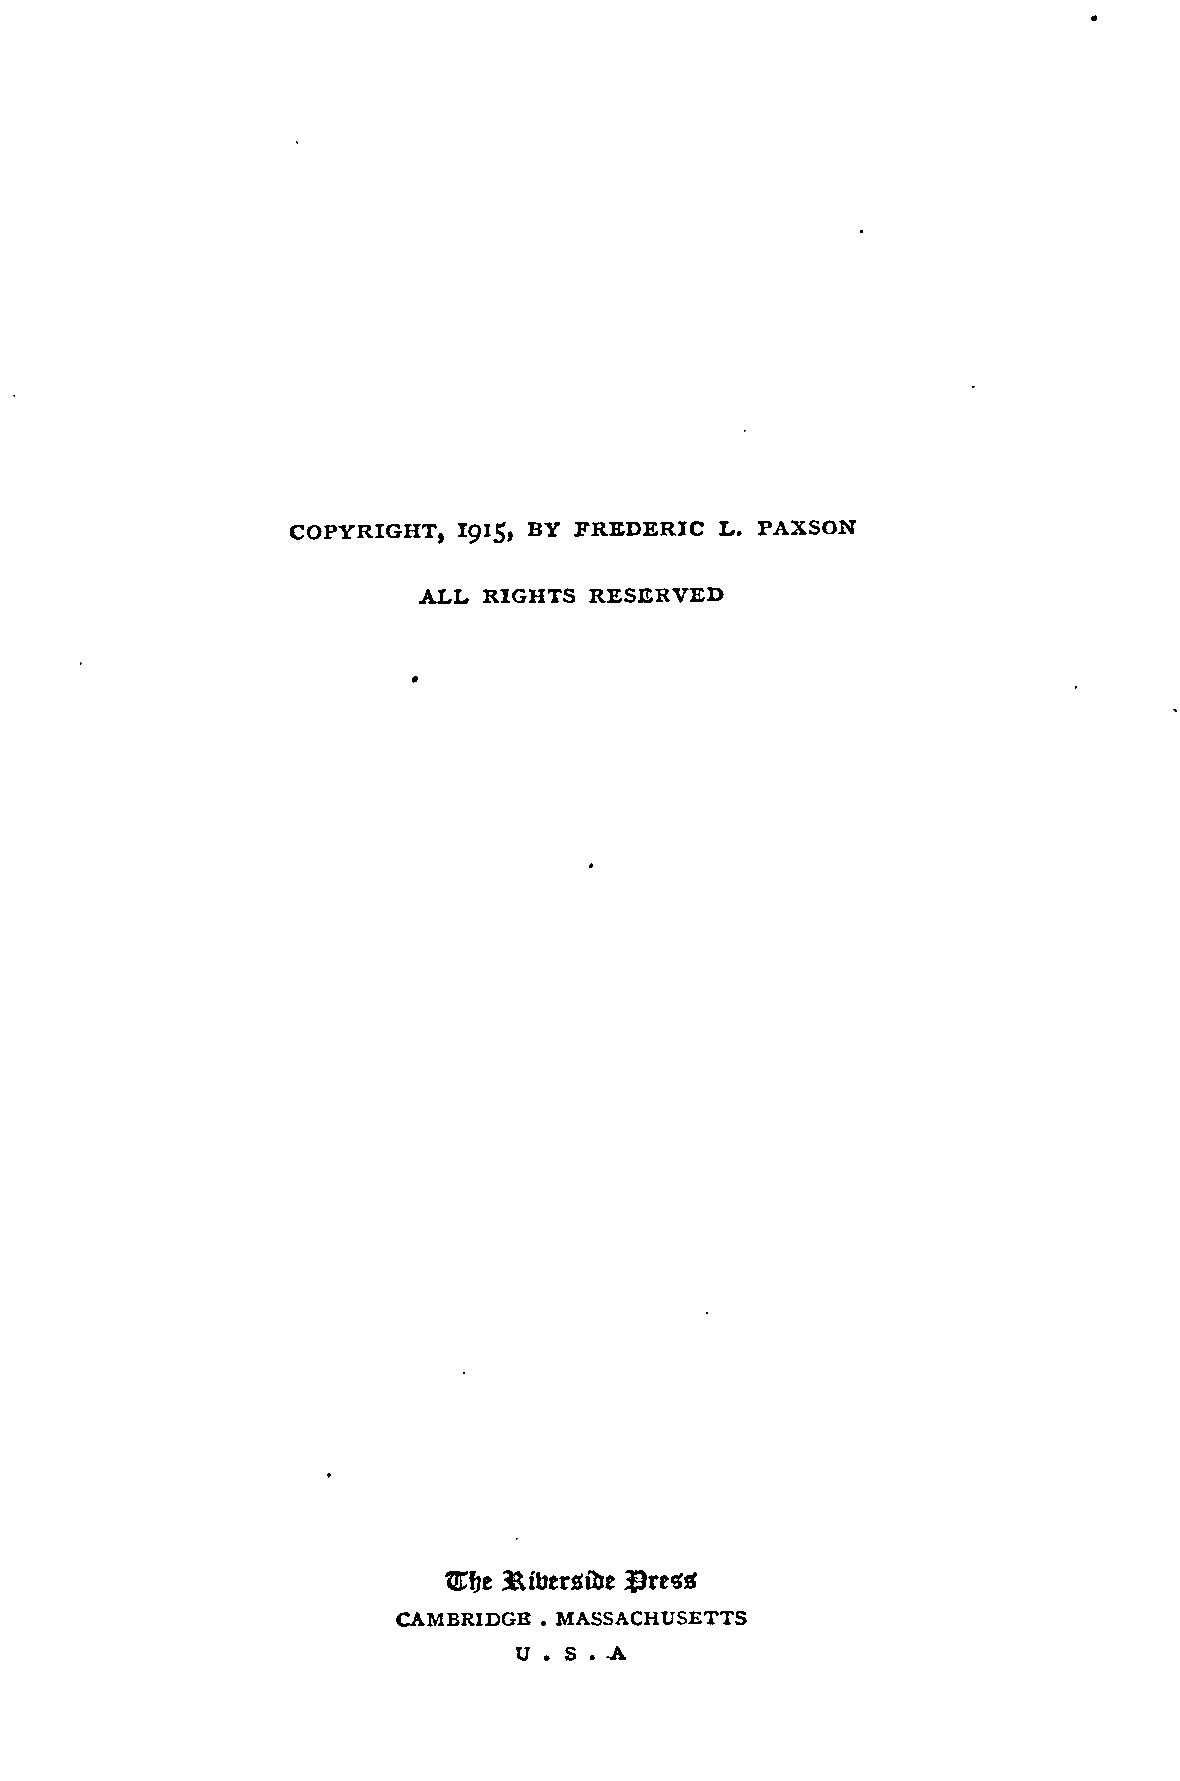 COPYRIGHT, 1915, BY FREDERIC L. PAXSON
ALL RIGHTS RESERVED
The Riverside Press
CAMBRIDGE . MASSACHUSETTS
U . S . A